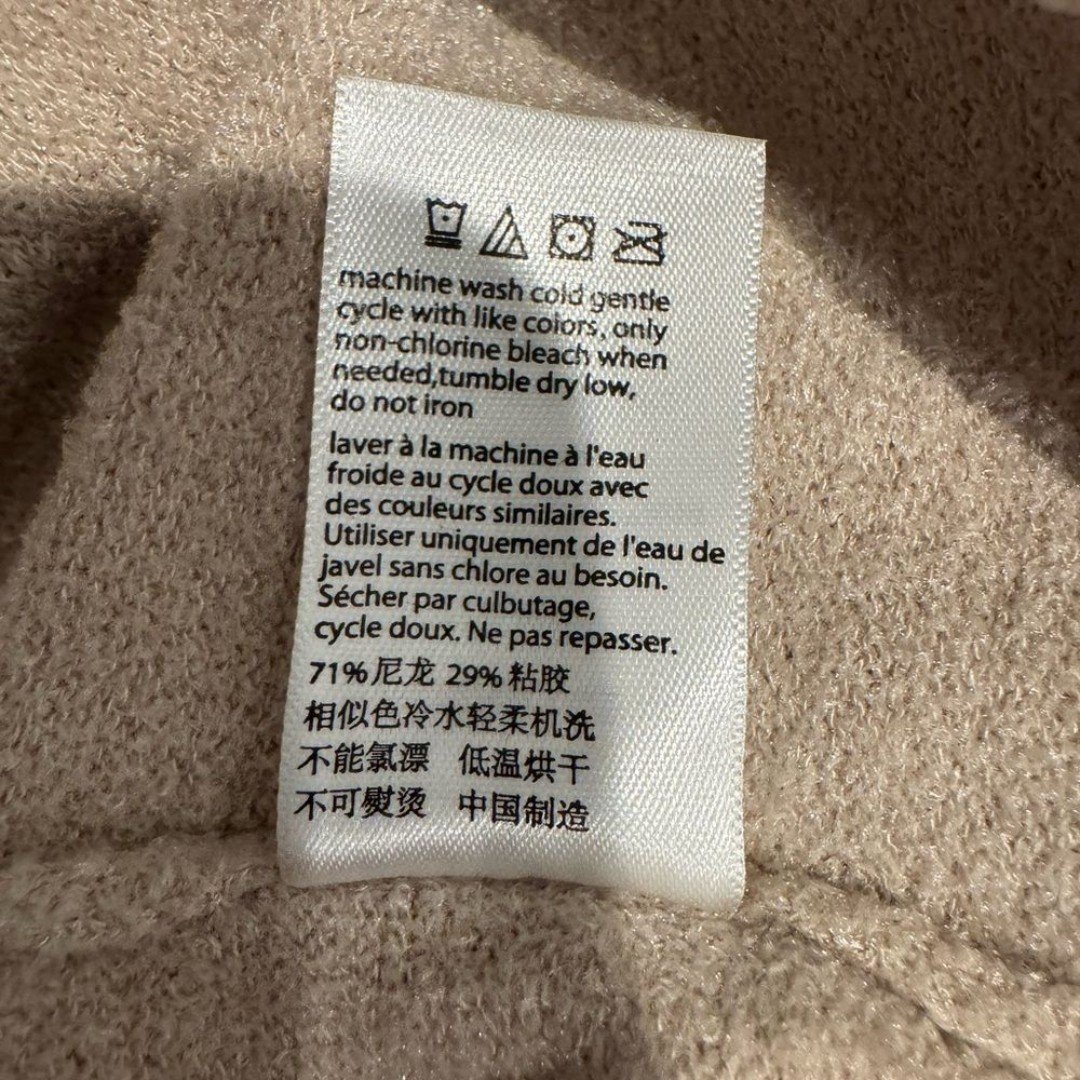 machine wash cold gentle
cycle with like colors, only
non-chlorine bleach when
needed,tumble dry low,
do not iron
laver à la machine à l'eau
froide au cycle doux avec
des couleurs similaires.
Utiliser uniquement de l'eau de
javel sans chlore au besoin.
Sécher par culbutage,
cycle doux. Ne pas repasser.
71%尼龙 29%粘胶
相似色冷水轻柔机洗
不能氯漂 低温烘干
不可熨烫 中国制造